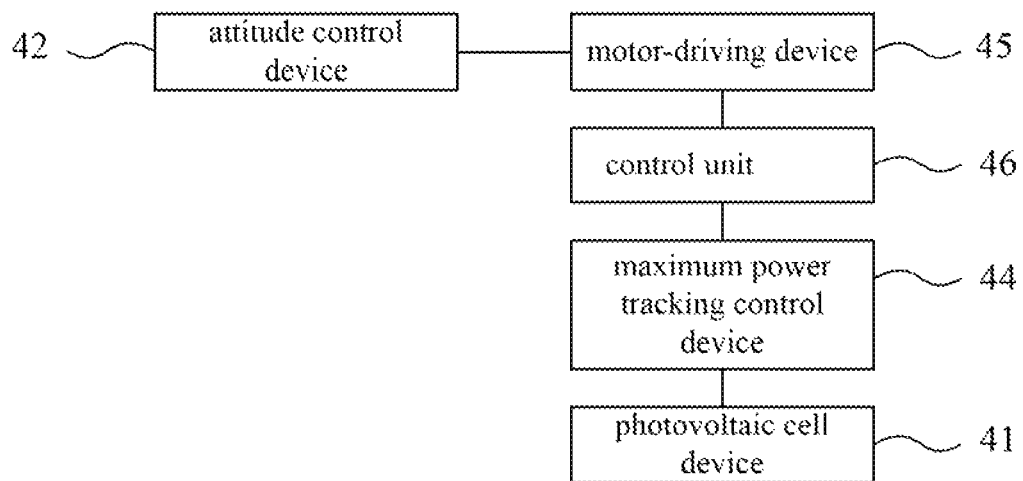 42
attitude control
device
motor-driving device
45
control unit
46
maximum power
tracking control
device
44
photovoltaic cell
device
41